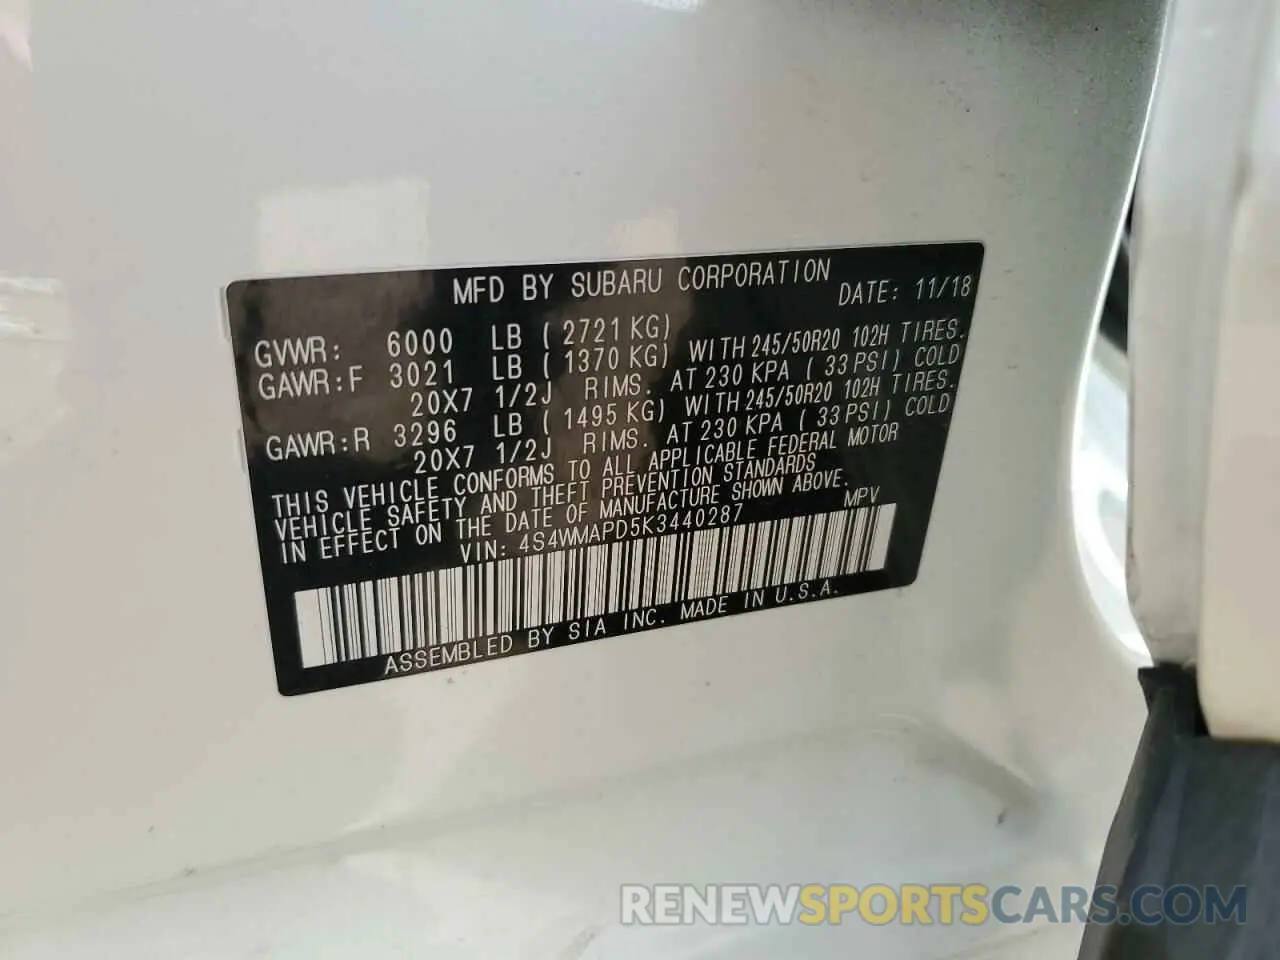 MFD BY SUBARU CORPORATION
DATE: 11/18
GVWR: 6000 LB ( 2721 KG)
GAWR:F 3021 LB ( 1370 KG) WITH 245/50R20 102H TIRES.
20X7 1/2J RIMS. AT 230 KPA ( 33 PSI) COLD
GAWR:R 3296 LB ( 1495 KG) WITH 245/50R20 102H TIRES.
20X7 1/2J RIMS. AT 230 KPA ( 33 PSI) COLD
THIS VEHICLE CONFORMS TO ALL APPLICABLE FEDERAL MOTOR
VEHICLE SAFETY AND THEFT PREVENTION STANDARDS
IN EFFECT ON THE DATE OF MANUFACTURE SHOWN ABOVE.
VIN: 4S4WMAPD5K3440287 MPV
ASSEMBLED BY SIA INC. MADE IN U.S.A.
RENEWSPORTSCARS.COM